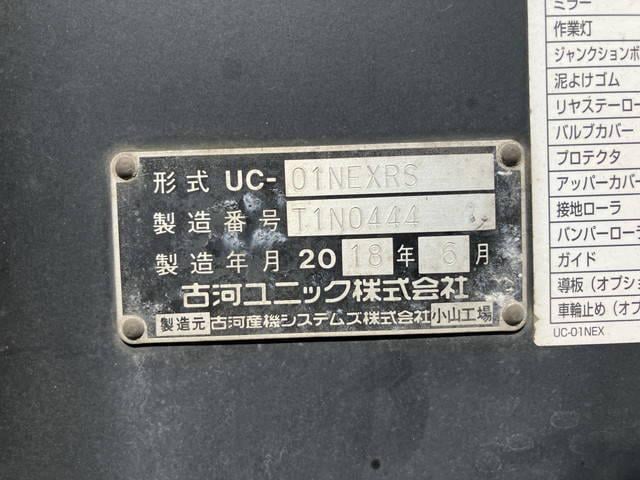 形式 UC-01NEXRS
製造番号 T1N0444
製造年月 2018年6月
古河ユニック株式会社
製造元 古河産機システムズ株式会社 小山工場
ミラー
作業灯
ジャンクションボ
泥よけゴム
リヤステーロー
バルブカバー
プロテクタ
アッパーカバー
接地ローラ
バンパーローラ
ガイド
導板（オプショ
車輪止め（オプ
UC-01NEX